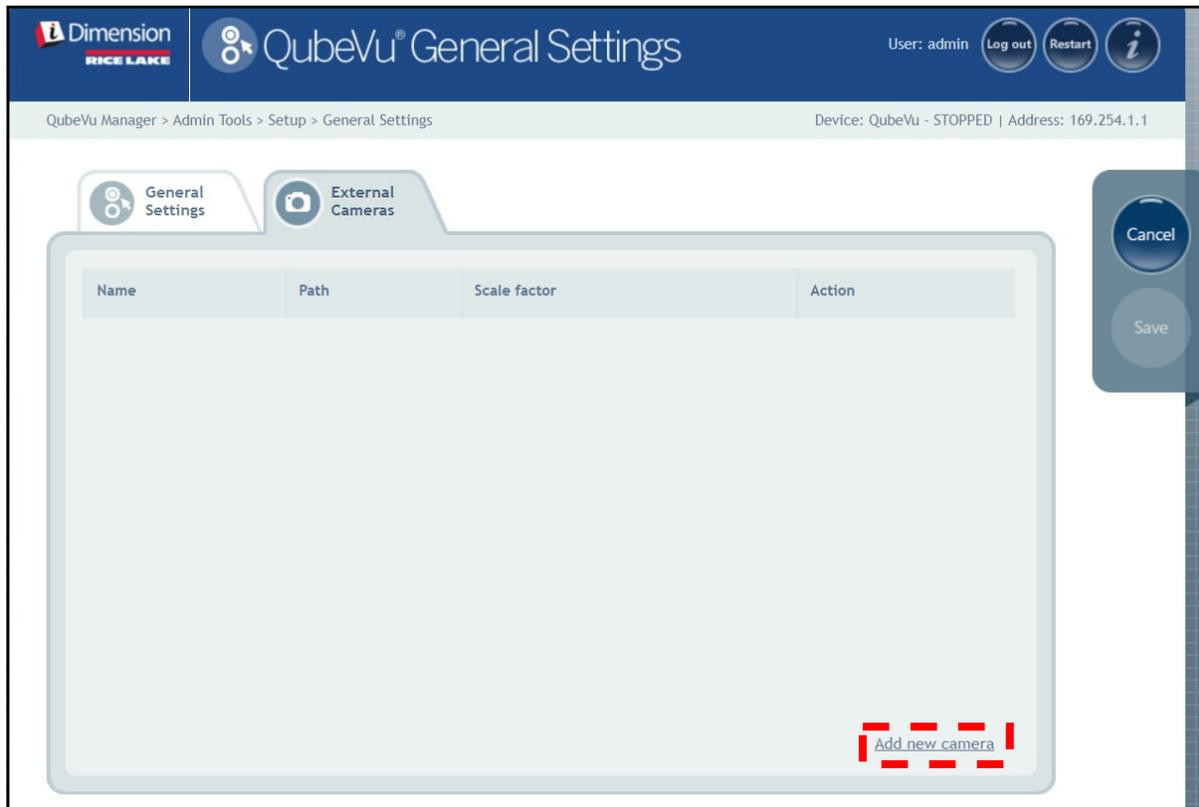 i Dimension
RICE LAKE
QubeVu® General Settings
User: admin
Log out
Restart
i
QubeVu Manager > Admin Tools > Setup > General Settings
Device: QubeVu - STOPPED | Address: 169.254.1.1
General
Settings
External
Cameras
Cancel
Save
Name Path Scale factor Action
Add new camera